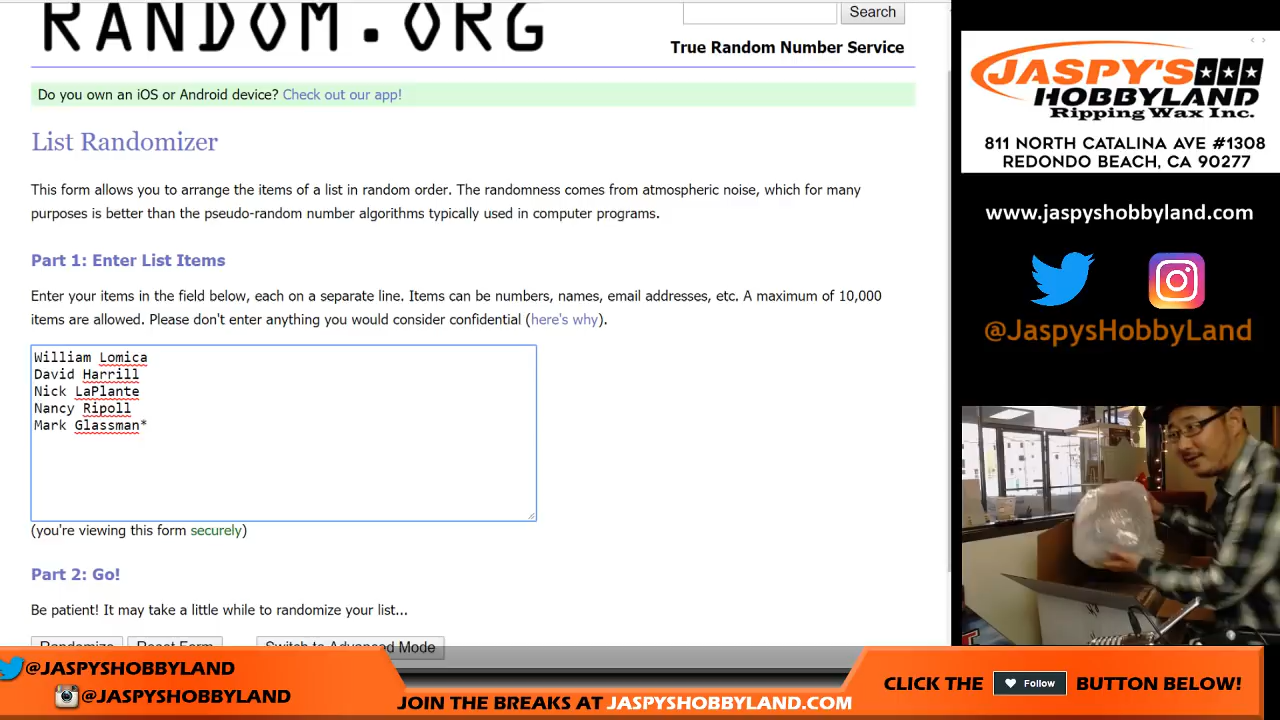 RANDOM.ORG
Search
True Random Number Service
Do you own an iOS or Android device? Check out our app!
List Randomizer
This form allows you to arrange the items of a list in random order. The randomness comes from atmospheric noise, which for many
purposes is better than the pseudo-random number algorithms typically used in computer programs.
Part 1: Enter List Items
Enter your items in the field below, each on a separate line. Items can be numbers, names, email addresses, etc. A maximum of 10,000
items are allowed. Please don't enter anything you would consider confidential (here's why).
William Lomica
David Harrill
Nick LaPlante
Nancy Ripoll
Mark Glassman*
(you're viewing this form securely)
Part 2: Go!
Be patient! It may take a little while to randomize your list...
Randomize Reset Form Switch to Advanced Mode
JASPY'S
HOBBYLAND
Ripping Wax Inc.
811 NORTH CATALINA AVE #1308
REDONDO BEACH, CA 90277
www.jaspyshobbyland.com
@JaspysHobbyLand
@JASPYSHOBBYLAND
@JASPYSHOBBYLAND
JOIN THE BREAKS AT JASPYSHOBBYLAND.COM
CLICK THE Follow BUTTON BELOW!